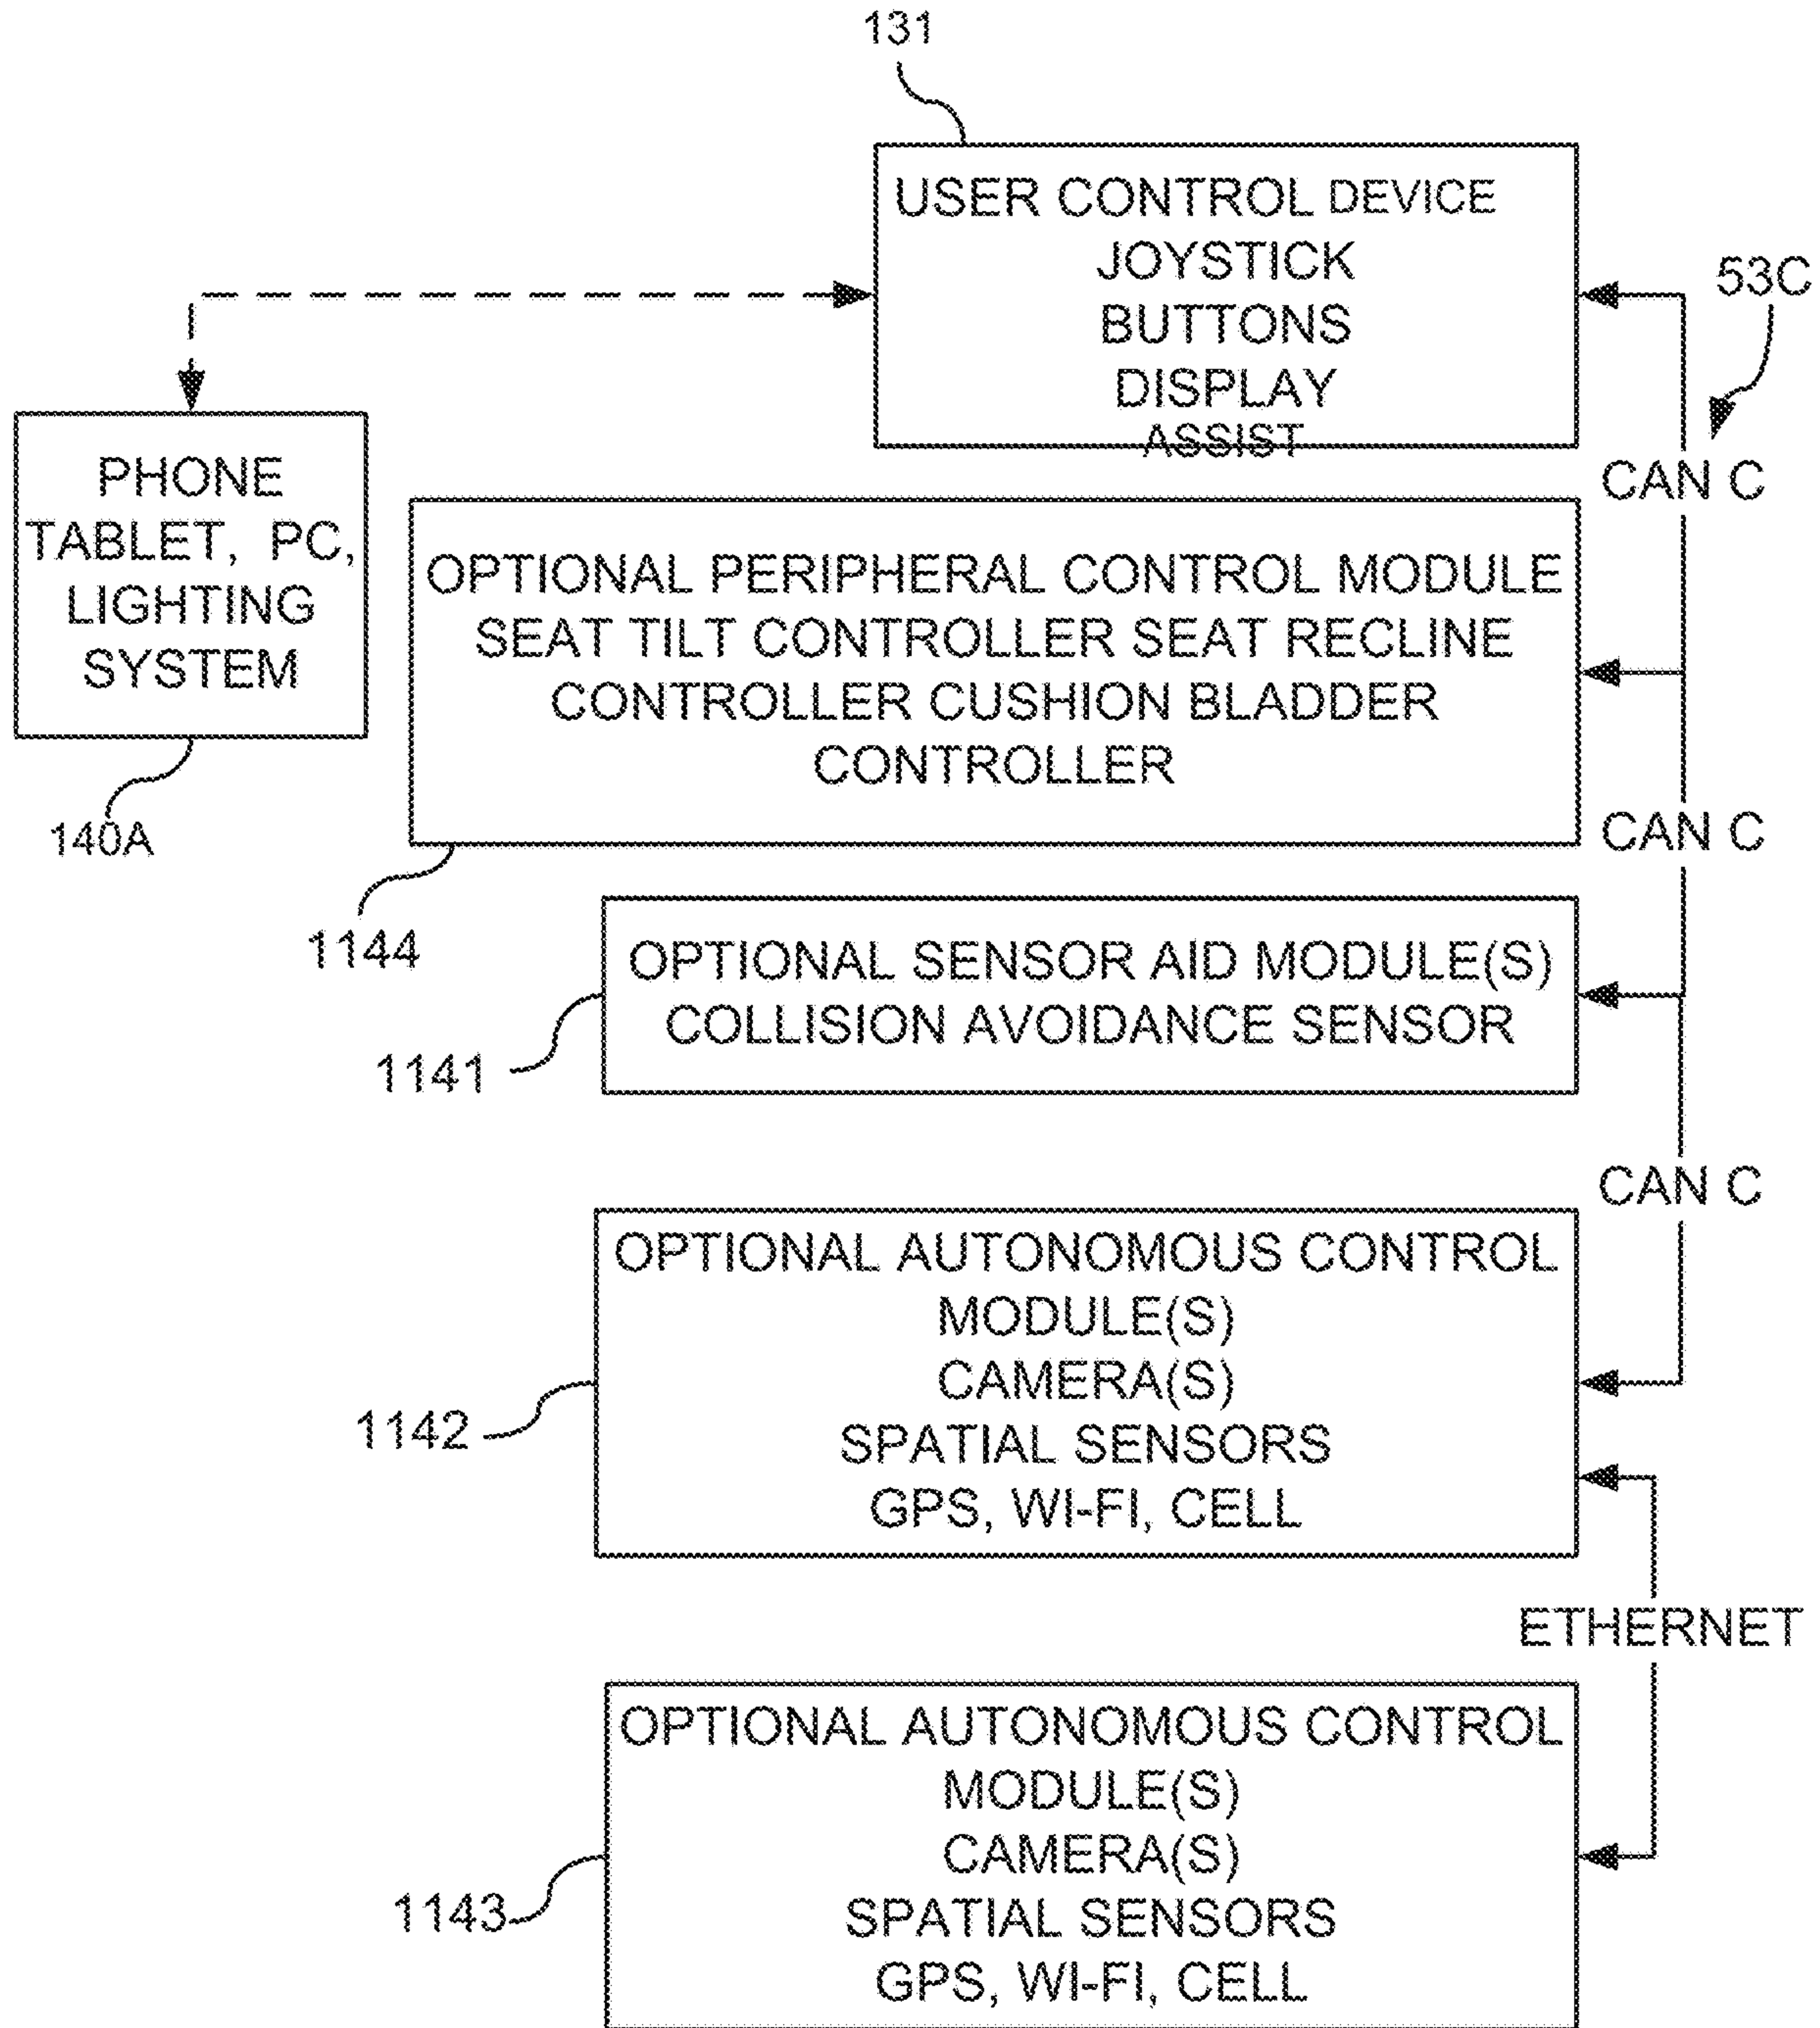 131
USER CONTROL DEVICE
JOYSTICK
BUTTONS
DISPLAY
ASSIST
53C
CAN C
PHONE
TABLET, PC,
LIGHTING
SYSTEM
140A
OPTIONAL PERIPHERAL CONTROL MODULE
SEAT TILT CONTROLLER SEAT RECLINE
CONTROLLER CUSHION BLADDER
CONTROLLER
1144
CAN C
OPTIONAL SENSOR AID MODULE(S)
COLLISION AVOIDANCE SENSOR
1141
CAN C
OPTIONAL AUTONOMOUS CONTROL
MODULE(S)
CAMERA(S)
SPATIAL SENSORS
GPS, WI-FI, CELL
1142
ETHERNET
OPTIONAL AUTONOMOUS CONTROL
MODULE(S)
CAMERA(S)
SPATIAL SENSORS
GPS, WI-FI, CELL
1143